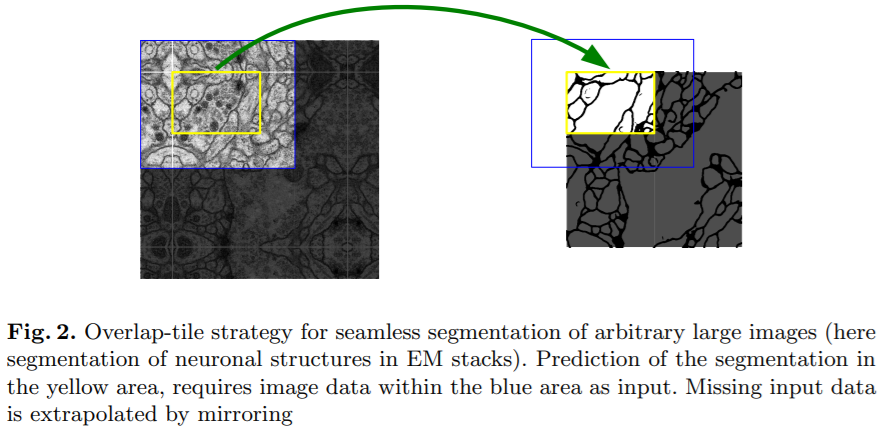 Fig. 2. Overlap-tile strategy for seamless segmentation of arbitrary large images (here
segmentation of neuronal structures in EM stacks). Prediction of the segmentation in
the yellow area, requires image data within the blue area as input. Missing input data
is extrapolated by mirroring